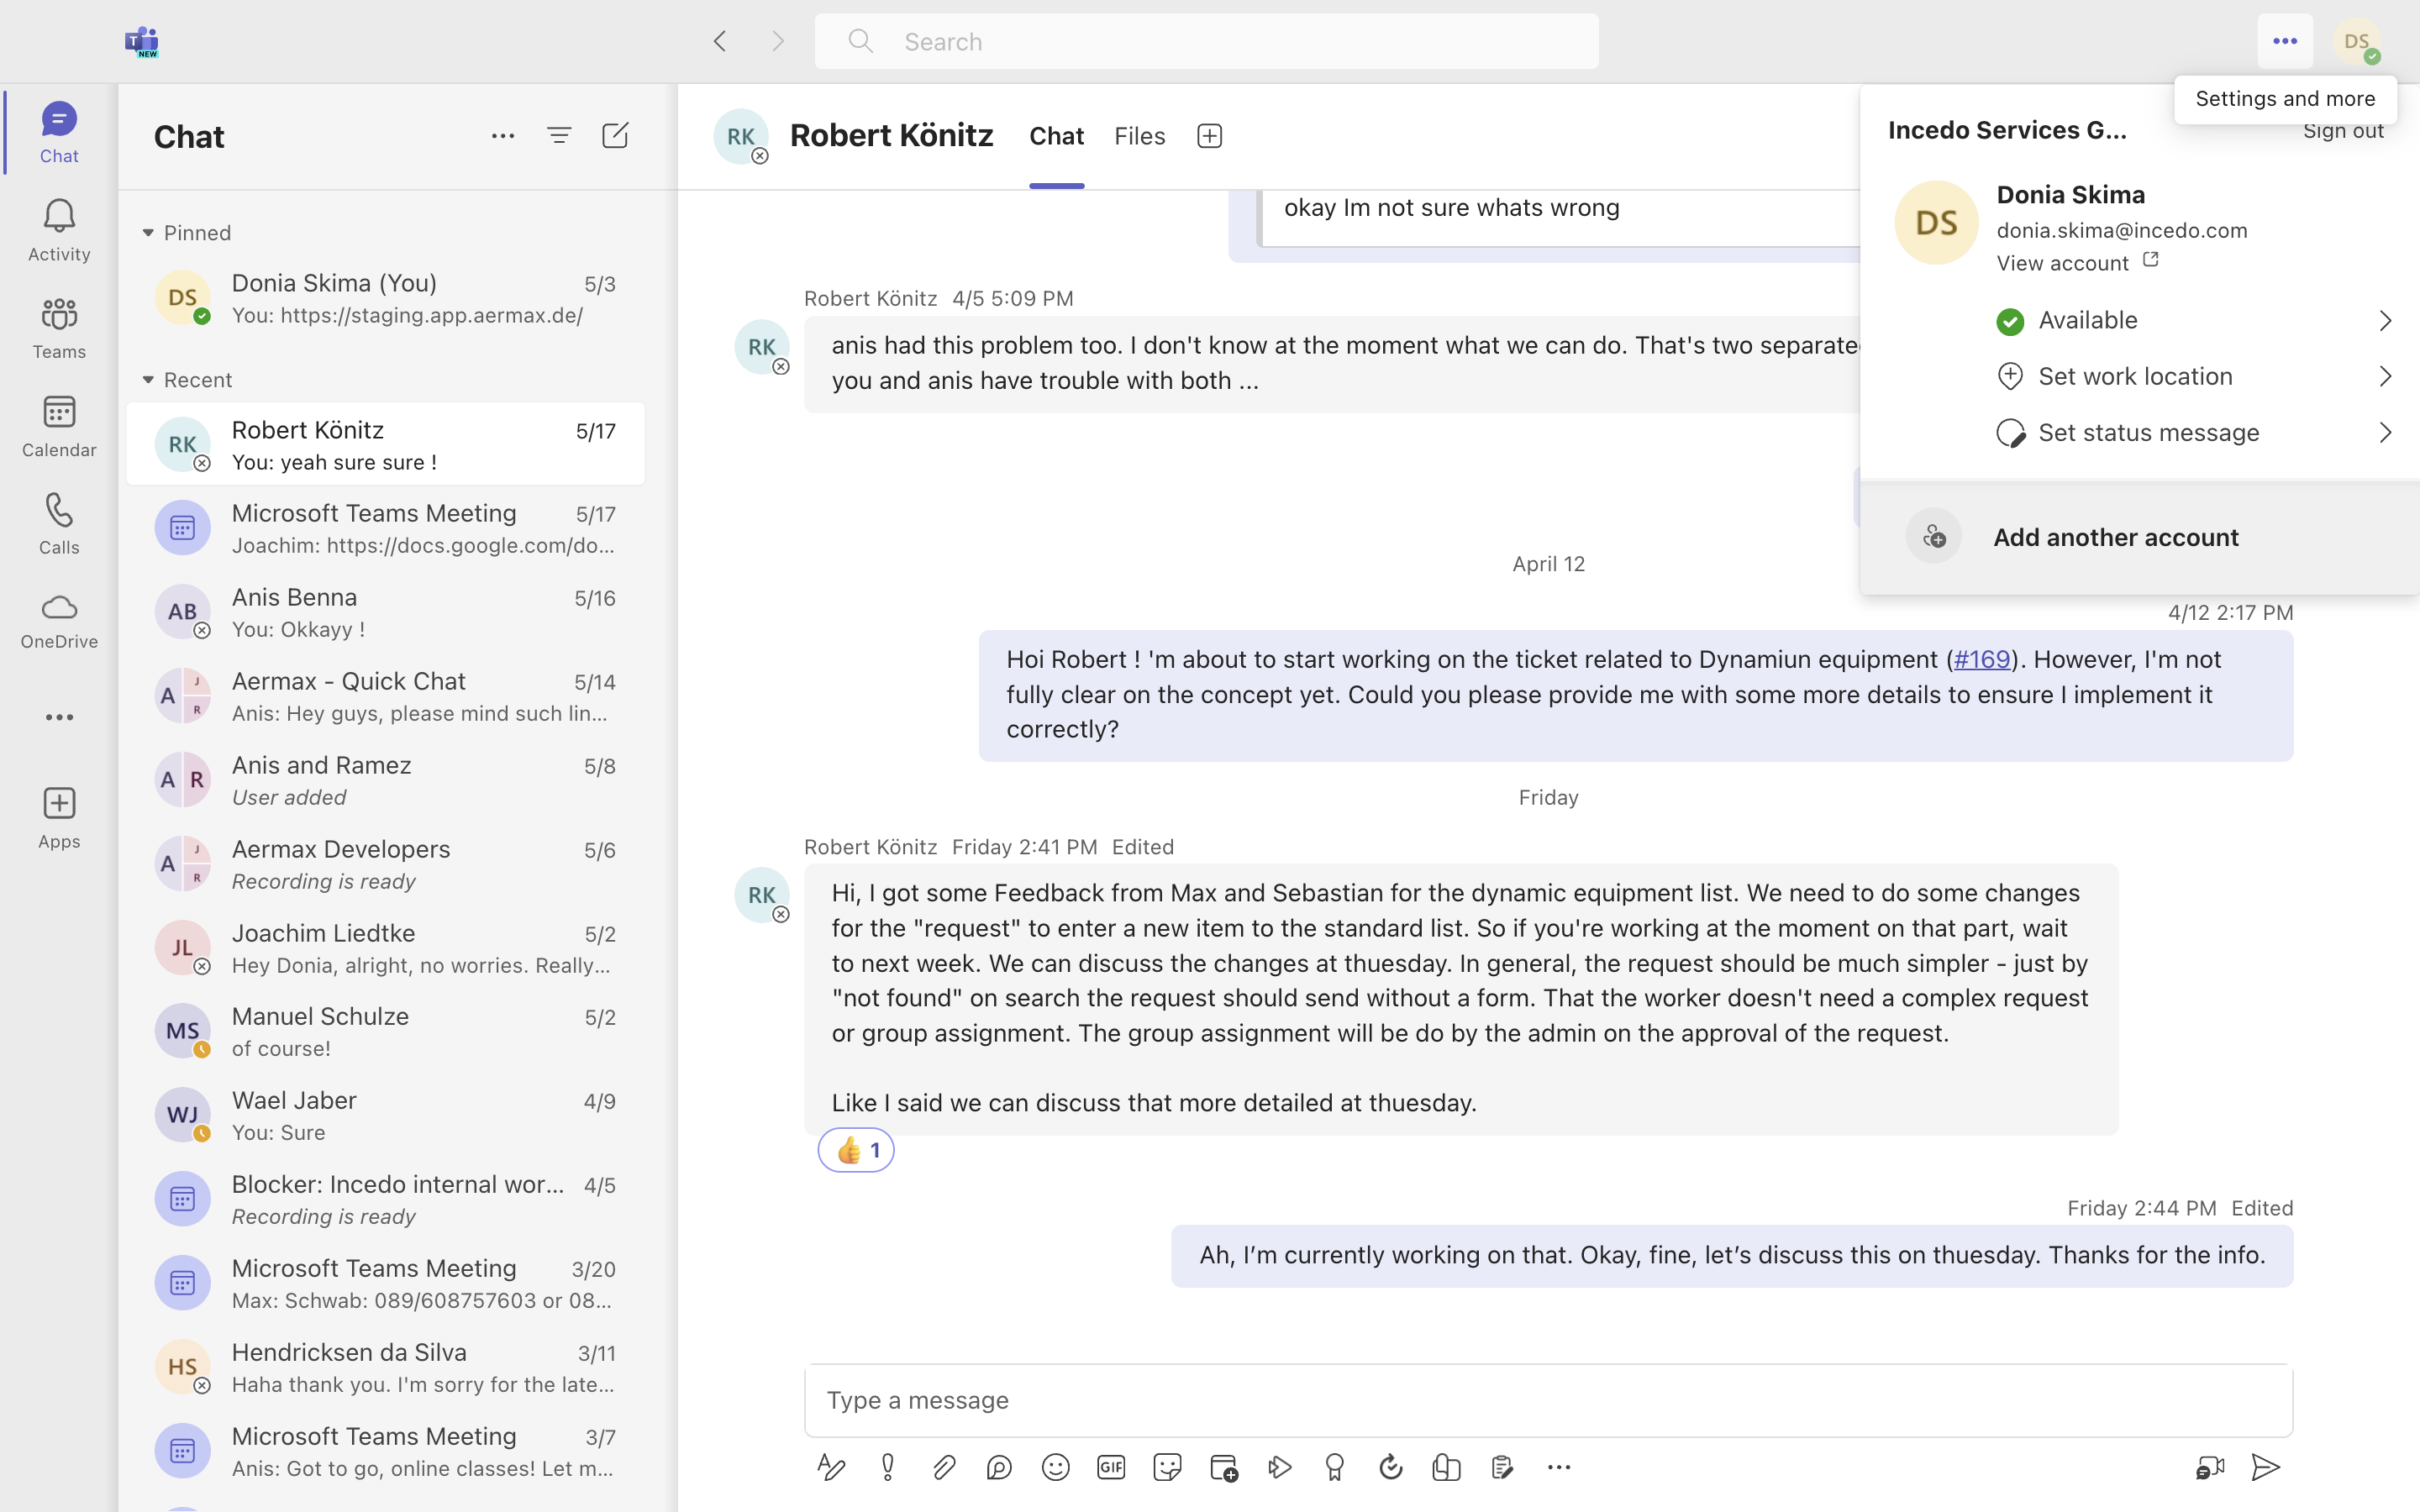 T
NEW
Search
DS
Settings and more
Chat
Activity
Teams
Calendar
Calls
OneDrive
Apps
Chat
Pinned
DS
Donia Skima (You)
5/3
You: https://staging.app.aermax.de/
Recent
RK
Robert Könitz
5/17
You: yeah sure sure !
Microsoft Teams Meeting
5/17
Joachim: https://docs.google.com/do...
AB
Anis Benna
5/16
You: Okkayy !
A
J
R
Aermax - Quick Chat
5/14
Anis: Hey guys, please mind such lin...
A
R
Anis and Ramez
5/8
User added
A
J
R
Aermax Developers
5/6
Recording is ready
JL
Joachim Liedtke
5/2
Hey Donia, alright, no worries. Really...
MS
Manuel Schulze
5/2
of course!
WJ
Wael Jaber
4/9
You: Sure
Blocker: Incedo internal wor...
4/5
Recording is ready
Microsoft Teams Meeting
3/20
Max: Schwab: 089/608757603 or 08...
HS
Hendricksen da Silva
3/11
Haha thank you. I'm sorry for the late...
Microsoft Teams Meeting
3/7
Anis: Got to go, online classes! Let m...
RK
Robert Könitz
Chat
Files
okay Im not sure whats wrong
Robert Könitz 4/5 5:09 PM
RK
anis had this problem too. I don't know at the moment what we can do. That's two separate
you and anis have trouble with both ...
April 12
4/12 2:17 PM
Hoi Robert ! 'm about to start working on the ticket related to Dynamiun equipment (#169). However, I'm not
fully clear on the concept yet. Could you please provide me with some more details to ensure I implement it
correctly?
Friday
Robert Könitz Friday 2:41 PM Edited
RK
Hi, I got some Feedback from Max and Sebastian for the dynamic equipment list. We need to do some changes
for the "request" to enter a new item to the standard list. So if you're working at the moment on that part, wait
to next week. We can discuss the changes at thuesday. In general, the request should be much simpler - just by
"not found" on search the request should send without a form. That the worker doesn't need a complex request
or group assignment. The group assignment will be do by the admin on the approval of the request.
Like I said we can discuss that more detailed at thuesday.
1
Friday 2:44 PM Edited
Ah, I’m currently working on that. Okay, fine, let’s discuss this on thuesday. Thanks for the info.
Type a message
GIF
Incedo Services G...
Sign out
DS
Donia Skima
donia.skima@incedo.com
View account
Available
Set work location
Set status message
Add another account